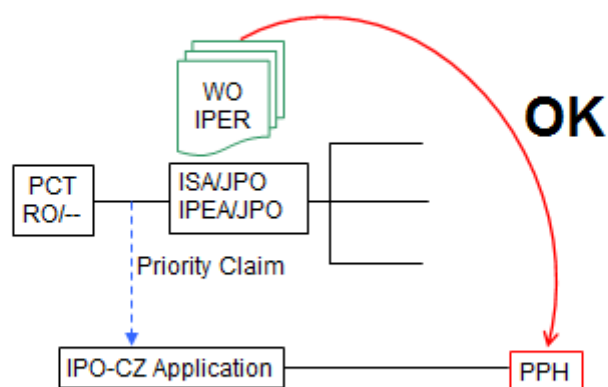 WO
IPER
OK
PCT
RO/--
ISA/JPO
IPEA/JPO
Priority Claim
IPO-CZ Application
PPH